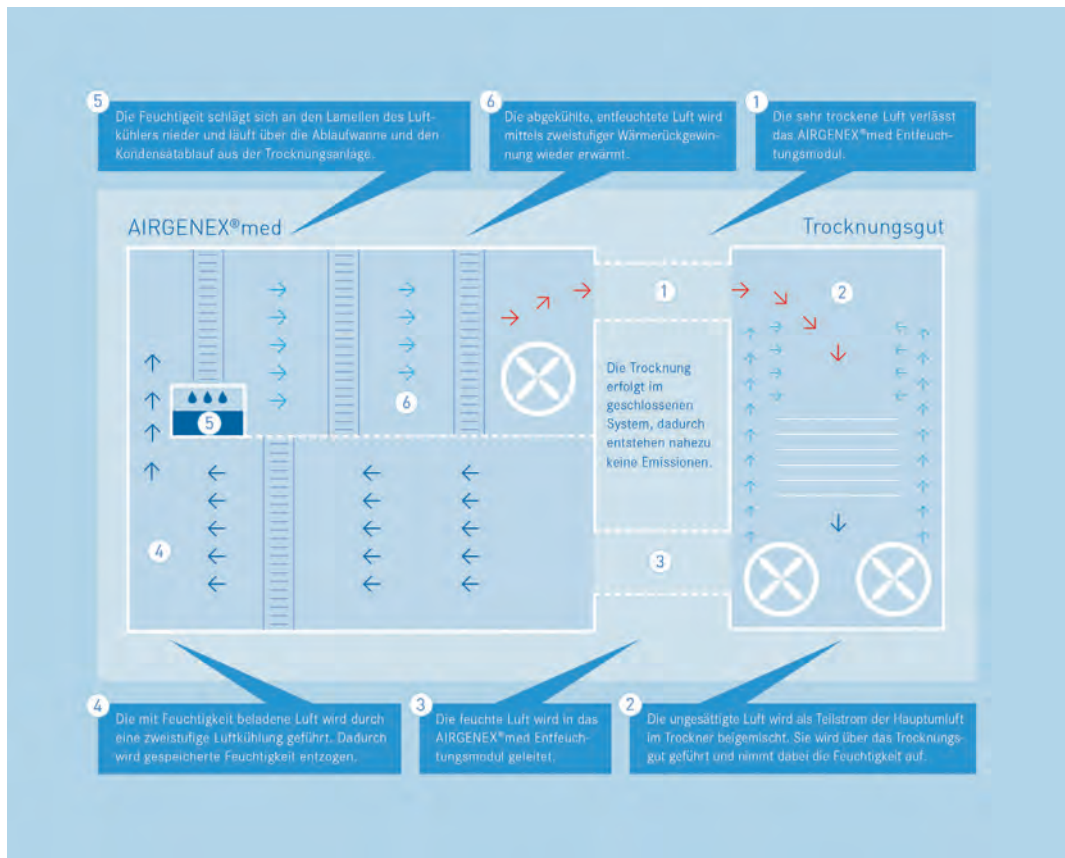 5
Die Feuchtigeit schlägt sich an den Lamellen des Luft-
kühlers nieder und läuft über die Ablaufwanne und den
Kondensatablauf aus der Trocknungsanlage.
6
Die abgekühlte, entfeuchtete Luft wird
mittels zweistufiger Wärmerückgewin-
nung wieder erwärmt.
1
Die sehr trockene Luft verlässt
das AIRGENEX®med Entfeuch-
tungsmodul.
AIRGENEX®med
Trocknungsgut
1
2
Die Trocknung
erfolgt im
geschlossenen
System, dadurch
entstehen nahezu
keine Emissionen.
6
5
4
3
4
Die mit Feuchtigkeit beladene Luft wird durch
eine zweistufige Luftkühlung geführt. Dadurch
wird gespeicherte Feuchtigkeit entzogen.
3
Die feuchte Luft wird in das
AIRGENEX®med Entfeuch-
tungsmodul geleitet.
2
Die ungesättigte Luft wird als Teilstrom der Hauptumluft
im Trockner beigemischt. Sie wird über das Trocknungs-
gut geführt und nimmt dabei die Feuchtigkeit auf.